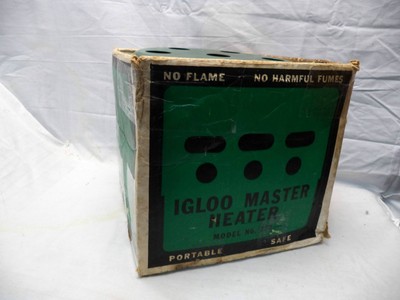 NO FLAME NO HARMFUL FUMES
IGLOO MASTER
HEATER
MODEL NO.
PORTABLE SAFE